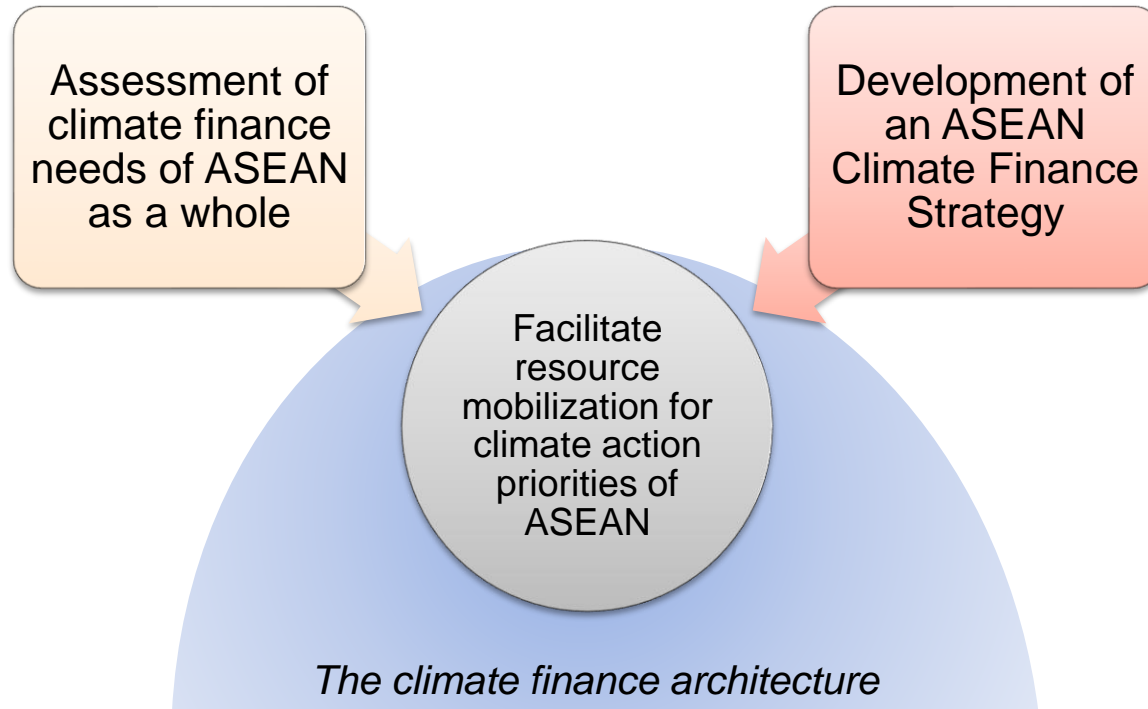 Assessment of
climate finance
needs of ASEAN
as a whole
Development of
an ASEAN
Climate Finance
Strategy
Facilitate
resource
mobilization for
climate action
priorities of
ASEAN
The climate finance architecture